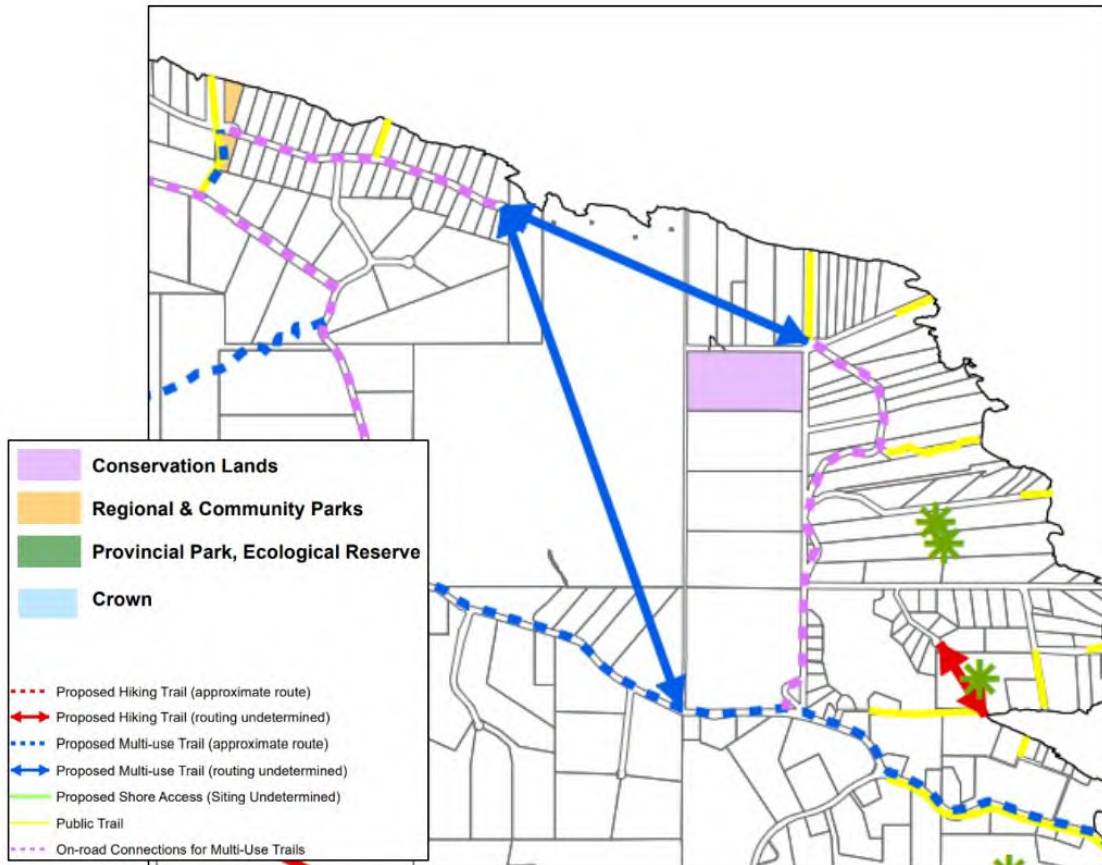 Conservation Lands
Regional & Community Parks
Provincial Park, Ecological Reserve
Crown
Proposed Hiking Trail (approximate route)
Proposed Hiking Trail (routing undetermined)
Proposed Multi-use Trail (approximate route)
Proposed Multi-use Trail (routing undetermined)
Proposed Shore Access (Siting Undetermined)
Public Trail
On-road Connections for Multi-Use Trails